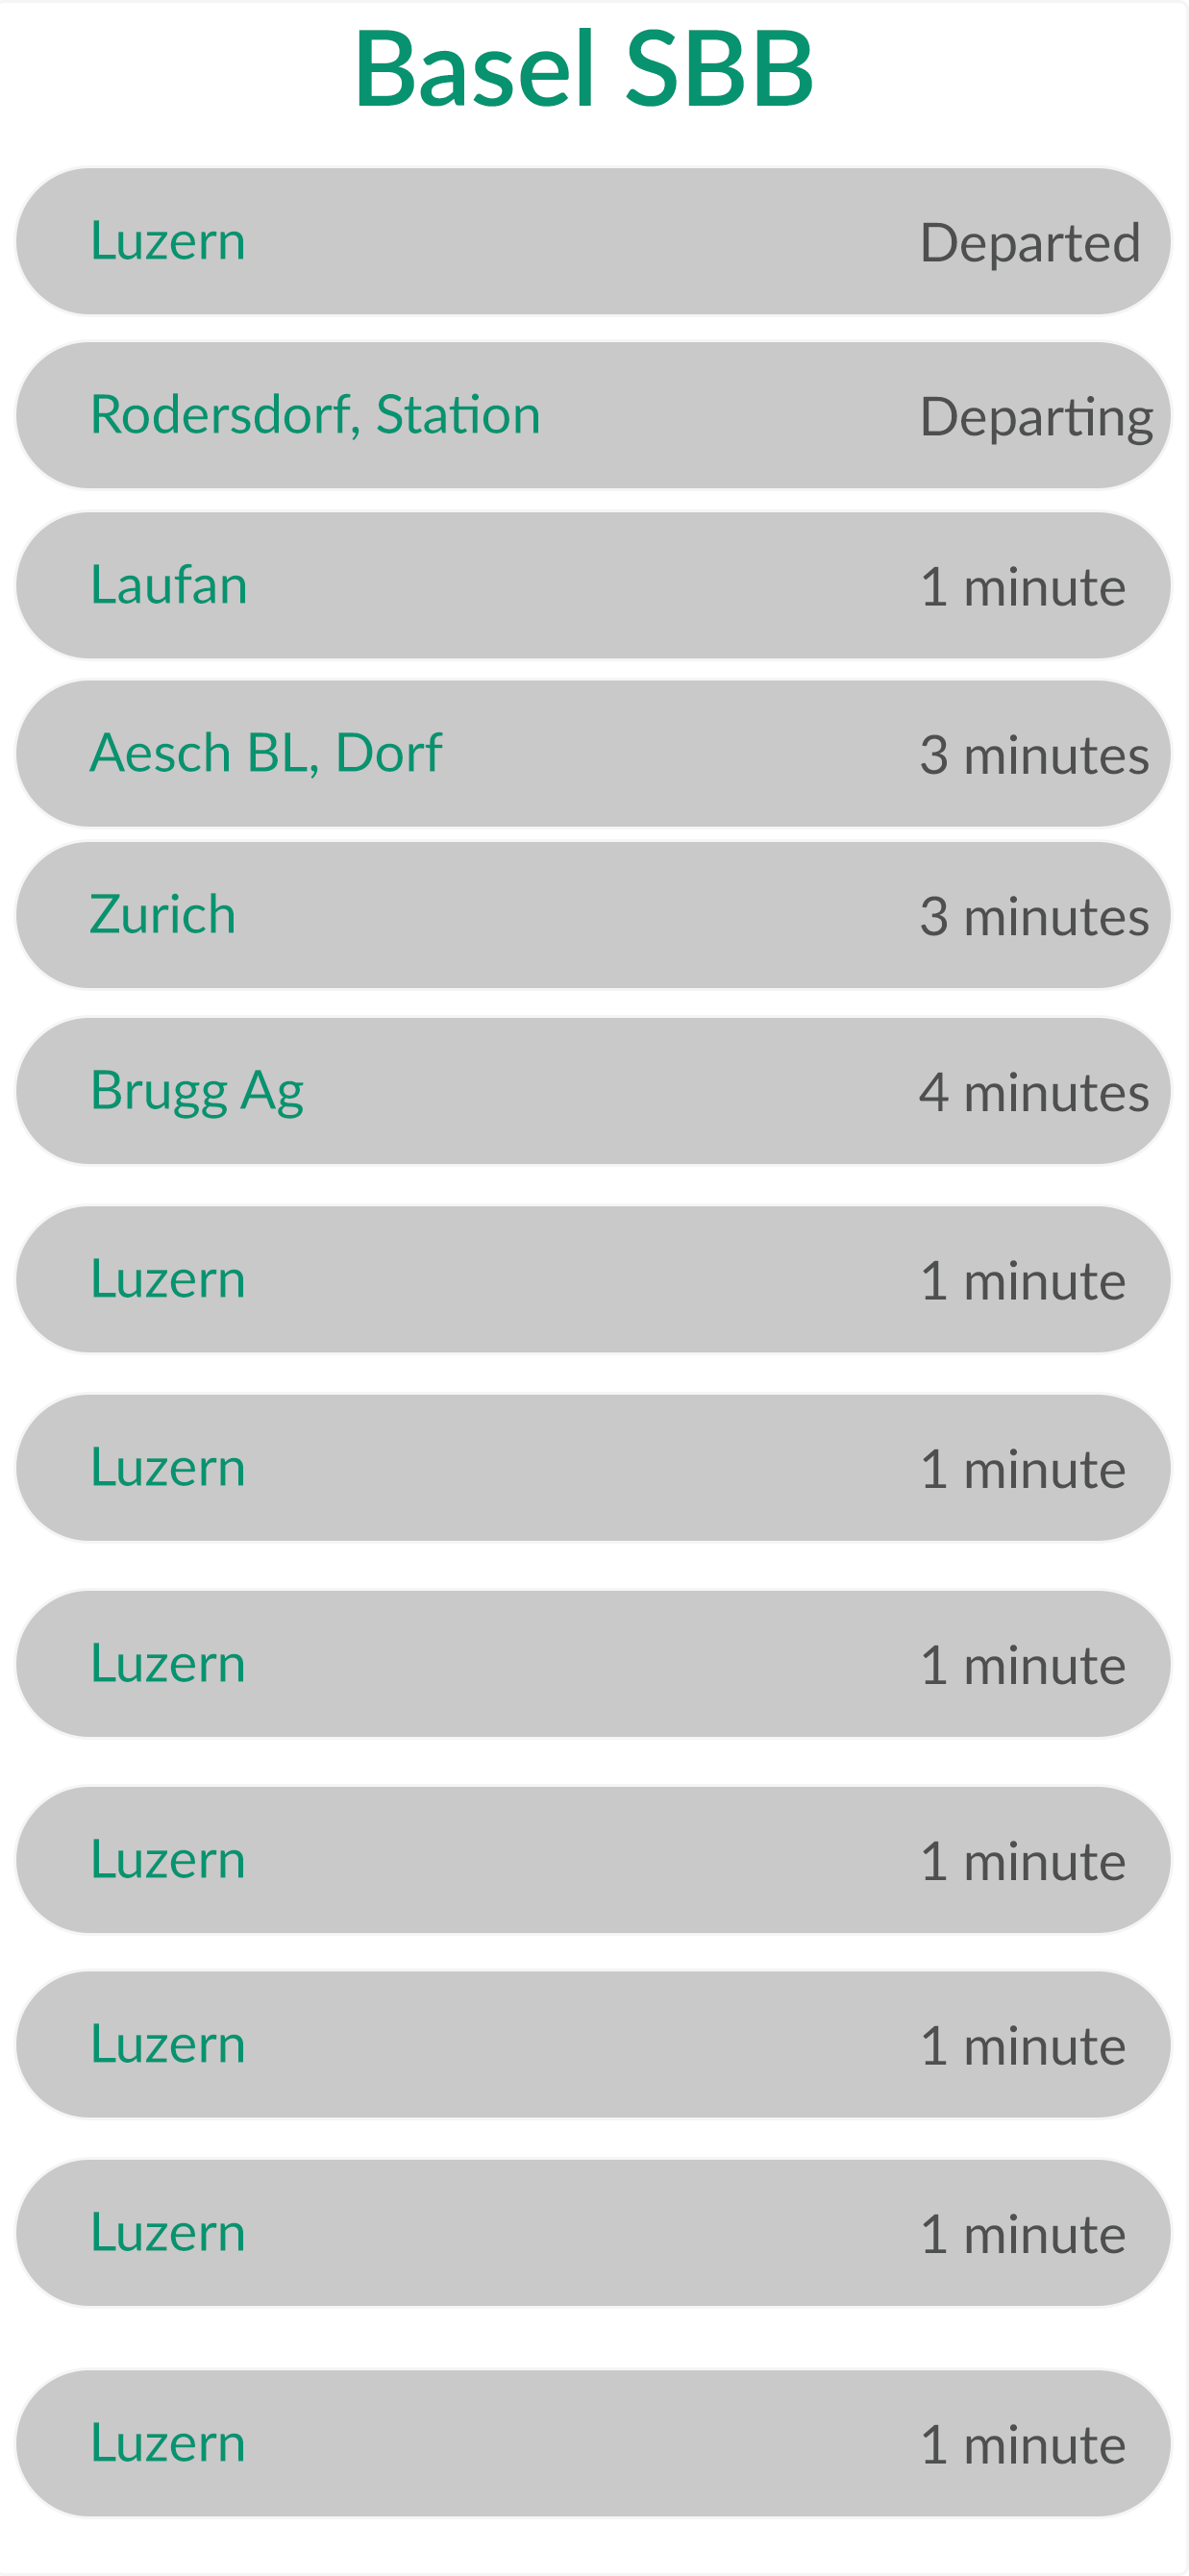 Basel SBB
Luzern Departed
Rodersdorf, Station Departing
Laufan 1 minute
Aesch BL, Dorf 3 minutes
Zurich 3 minutes
Brugg Ag 4 minutes
Luzern 1 minute
Luzern 1 minute
Luzern 1 minute
Luzern 1 minute
Luzern 1 minute
Luzern 1 minute
Luzern 1 minute